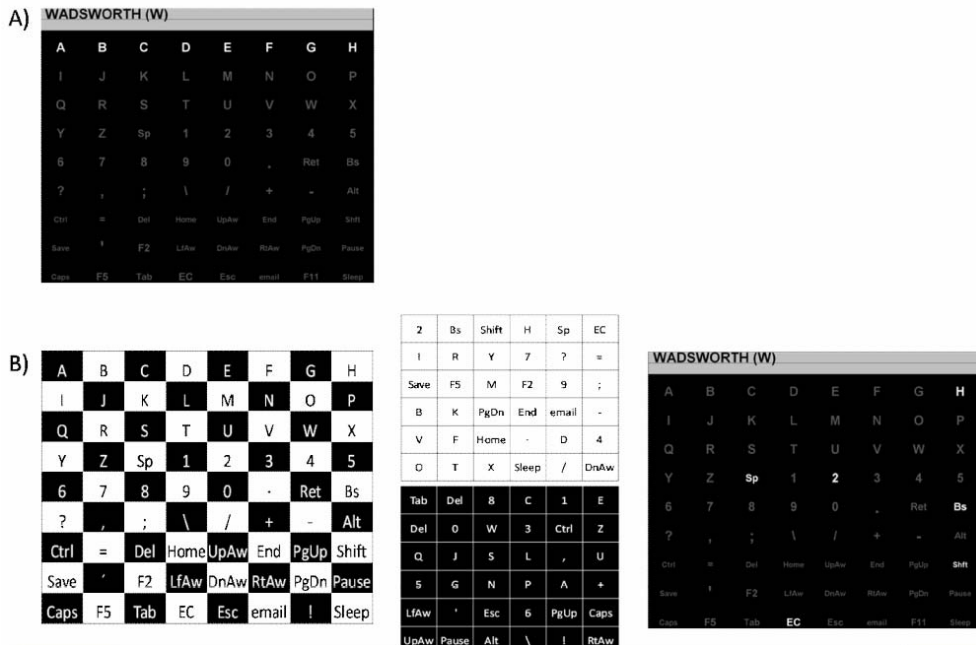 A)
WADSWORTH (W)
A B C D E F G H
I J K L M N O P
Q R S T U V W X
Y Z Sp 1 2 3 4 5
6 7 8 9 0 . Ret Bs
? , ; \ / + - Alt
Ctrl = Del Home UpAw End PgUp Shft
Save ' F2 LfAw DnAw RtAw PgDn Pause
Caps F5 Tab EC Esc email F11 Sleep
B)
A B C D E F G H
I J K L M N O P
Q R S T U V W X
Y Z Sp 1 2 3 4 5
6 7 8 9 0 . Ret Bs
? , ; \ / + - Alt
Ctrl = Del Home UpAw End PgUp Shift
Save ' F2 LfAw DnAw RtAw PgDn Pause
Caps F5 Tab EC Esc email ! Sleep
2 Bs Shift H Sp EC
I R Y 7 ? =
Save F5 M F2 9 ;
B K PgDn End email -
V F Home . D 4
O T X Sleep / DnAw
Tab Del 8 C 1 E
Del 0 W 3 Ctrl Z
Q J S L , U
5 G N P A +
LfAw ' Esc 6 PgUp Caps
UpAw Pause Alt \ ! RtAw
WADSWORTH (W)
A B C D E F G H
I J K L M N O P
Q R S T U V W X
Y Z Sp 1 2 3 4 5
6 7 8 9 0 . Ret Bs
? , ; \ / + - Alt
Ctrl = Del Home UpAw End PgUp Shft
Save ' F2 LfAw DnAw RtAw PgDn Pause
Caps F5 Tab EC Esc email F11 Sleep